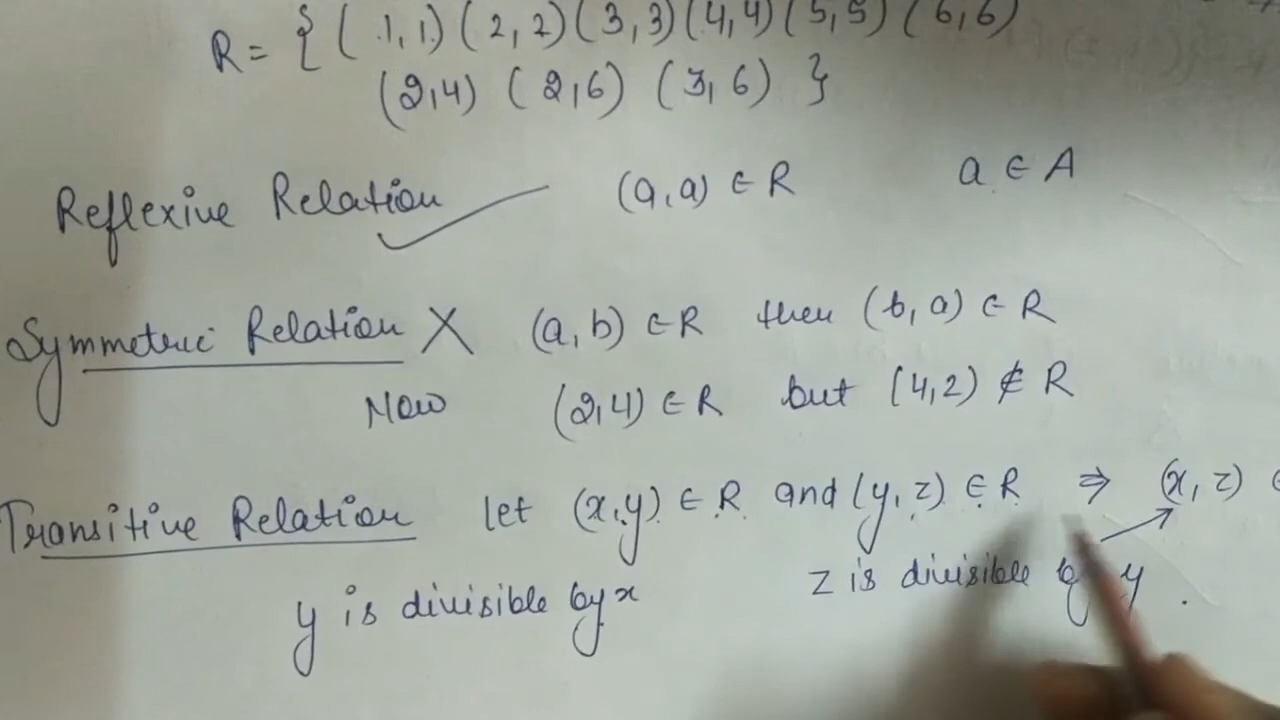 R = { (1,1) (2,2) (3,3) (4,4) (5,5) (6,6)
(2,4) (2,6) (3,6) }
Reflexive Relation ✓ (a,a) ∈ R a ∈ A
Symmetric Relation X (a,b) ∈ R then (b,a) ∈ R
Now (2,4) ∈ R but (4,2) ∉ R
Transitive Relation let (x,y) ∈ R and (y,z) ∈ R ⇒ (x,z) ∈
y is divisible by x z is divisible by y .